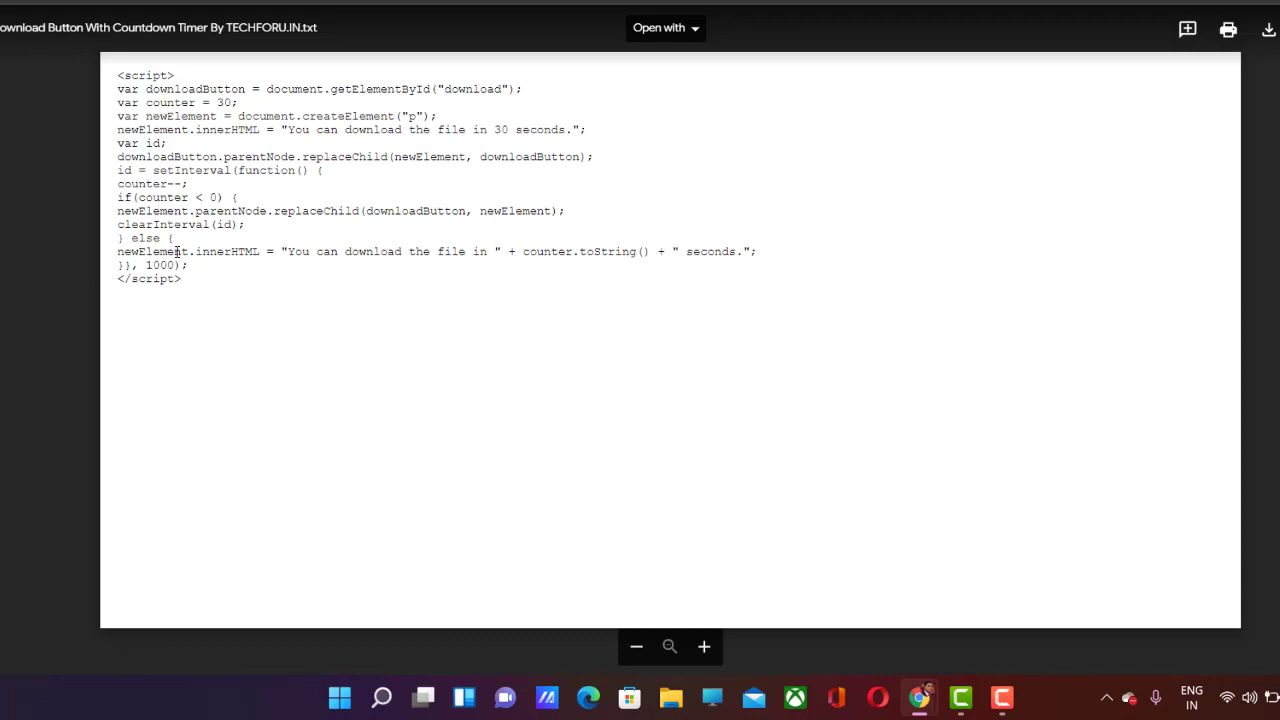 ownload Button With Countdown Timer By TECHFORU.IN.txt
Open with
<script>
var downloadButton = document.getElementById("download");
var counter = 30;
var newElement = document.createElement("p");
newElement.innerHTML = "You can download the file in 30 seconds.";
var id;
downloadButton.parentNode.replaceChild(newElement, downloadButton);
id = setInterval(function() {
counter--;
if(counter < 0) {
newElement.parentNode.replaceChild(downloadButton, newElement);
clearInterval(id);
} else {
newElement.innerHTML = "You can download the file in " + counter.toString() + " seconds.";
}}, 1000);
</script>
ENG
IN